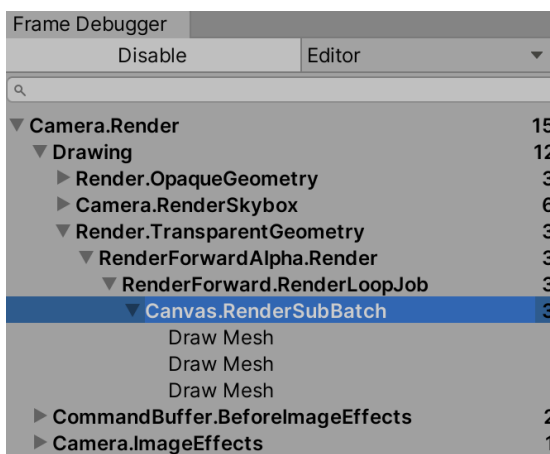 Frame Debugger
Disable Editor
Camera.Render 15
Drawing 12
Render.OpaqueGeometry 3
Camera.RenderSkybox 6
Render.TransparentGeometry 3
RenderForwardAlpha.Render 3
RenderForward.RenderLoopJob 3
Canvas.RenderSubBatch 3
Draw Mesh
Draw Mesh
Draw Mesh
CommandBuffer.BeforeImageEffects 2
Camera.ImageEffects 1